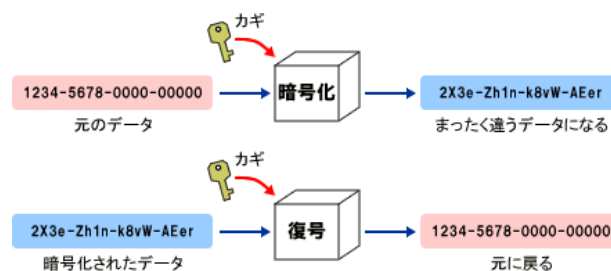 カギ
1234-5678-0000-00000
暗号化
2X3e-Zh1n-k8vW-AEer
元のデータ
まったく違うデータになる
カギ
2X3e-Zh1n-k8vW-AEer
復号
1234-5678-0000-00000
暗号化されたデータ
元に戻る